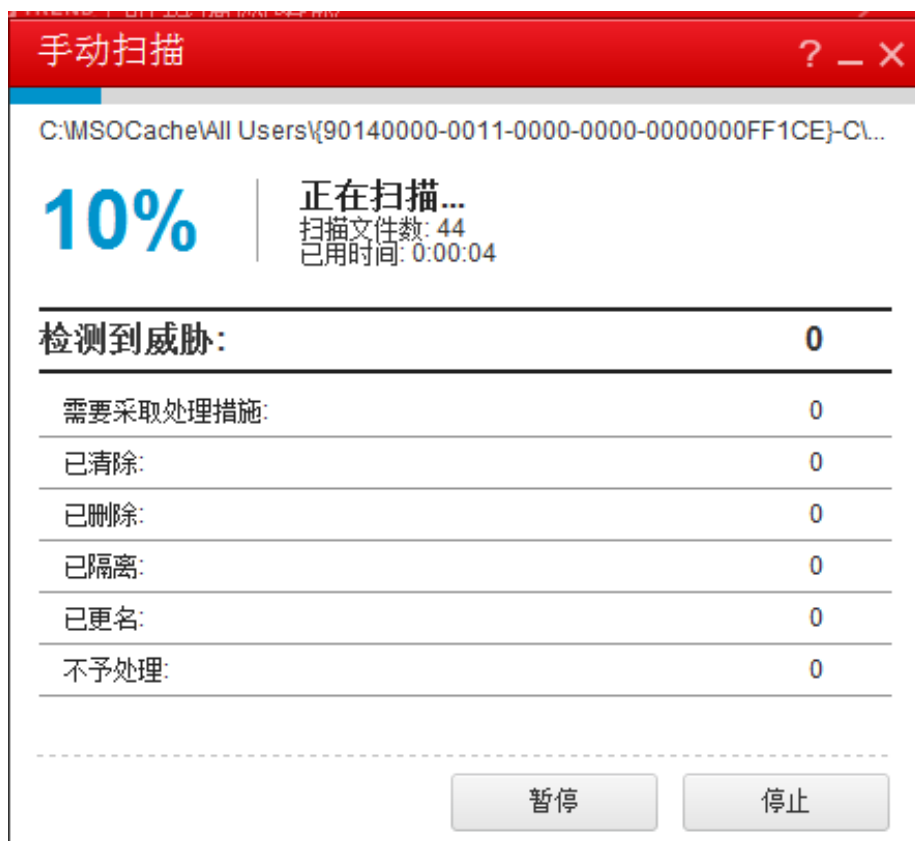 TREND
手动扫描
? – ×
C:\MSOCache\All Users\{90140000-0011-0000-0000-0000000FF1CE}-C\...
10%
正在扫描...
扫描文件数: 44
已用时间: 0:00:04
检测到威胁: 0
需要采取处理措施: 0
已清除: 0
已删除: 0
已隔离: 0
已更名: 0
不予处理: 0
暂停 停止